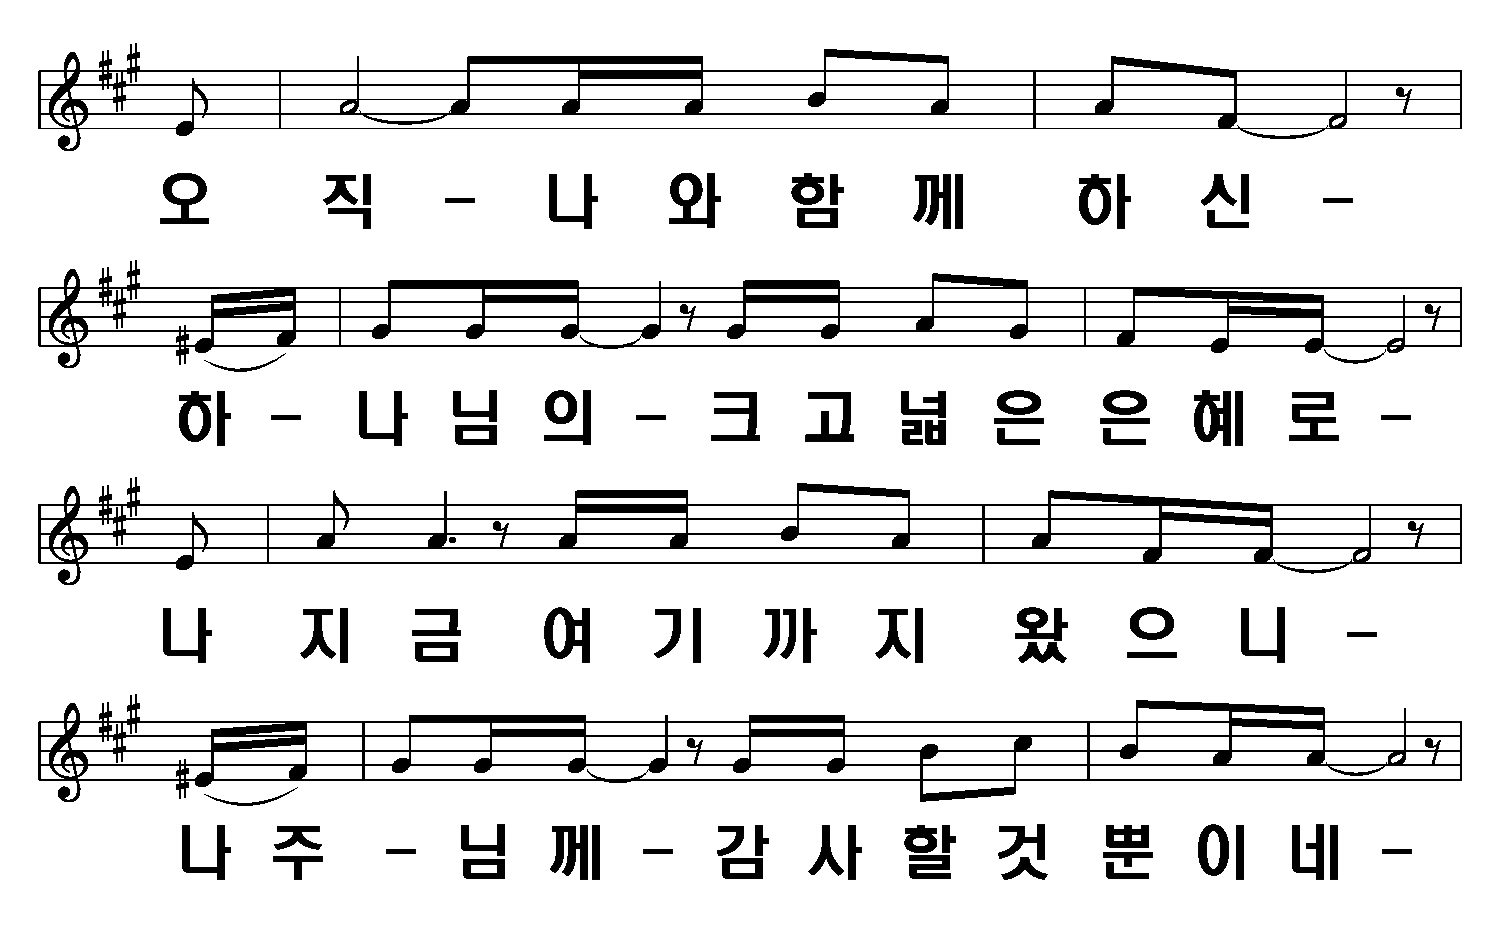 오 직 - 나 와 함 께 하 신 -
하 - 나 님 의 - 크 고 넓 은 은 혜 로 -
나 지 금 여 기 까 지 왔 으 니 -
나 주 - 님 께 - 감 사 할 것 뿐 이 네 -